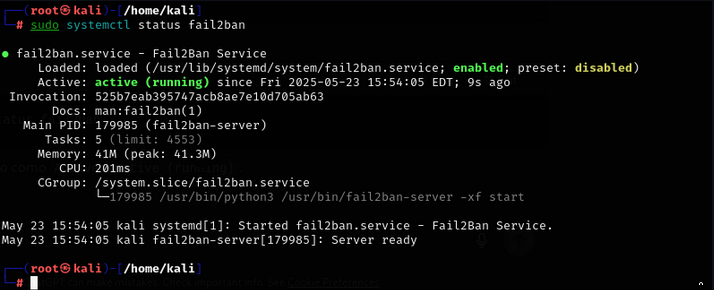 ┌──(root㉿kali)-[/home/kali]
└─# sudo systemctl status fail2ban
● fail2ban.service - Fail2Ban Service
Loaded: loaded (/usr/lib/systemd/system/fail2ban.service; enabled; preset: disabled)
Active: active (running) since Fri 2025-05-23 15:54:05 EDT; 9s ago
Invocation: 525b7eab395747acb8ae7e10d705ab63
Docs: man:fail2ban(1)
Main PID: 179985 (fail2ban-server)
Tasks: 5 (limit: 4553)
Memory: 41M (peak: 41.3M)
CPU: 201ms
CGroup: /system.slice/fail2ban.service
└─179985 /usr/bin/python3 /usr/bin/fail2ban-server -xf start
May 23 15:54:05 kali systemd[1]: Started fail2ban.service - Fail2Ban Service.
May 23 15:54:05 kali fail2ban-server[179985]: Server ready
┌──(root㉿kali)-[/home/kali]
└─#